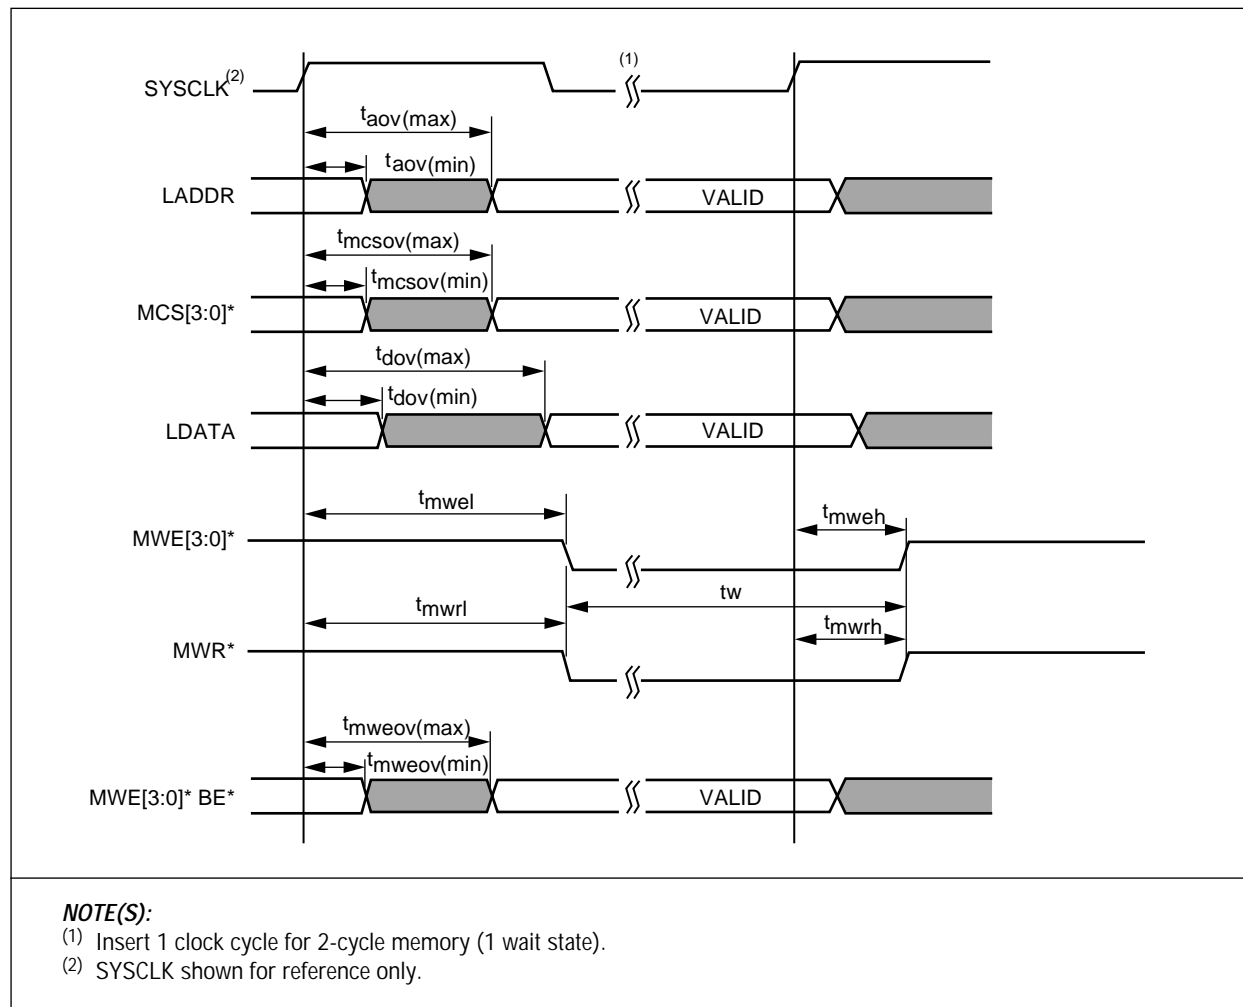 (1)
SYSCLK(2)
taov(max)
taov(min)
LADDR
VALID
tmcsov(max)
tmcsov(min)
MCS[3:0]*
VALID
tdov(max)
tdov(min)
LDATA
VALID
tmwel
tmweh
MWE[3:0]*
tw
tmwrl
tmwrh
MWR*
tmweov(max)
tmweov(min)
MWE[3:0]* BE*
VALID
NOTE(S):
(1) Insert 1 clock cycle for 2-cycle memory (1 wait state).
(2) SYSCLK shown for reference only.